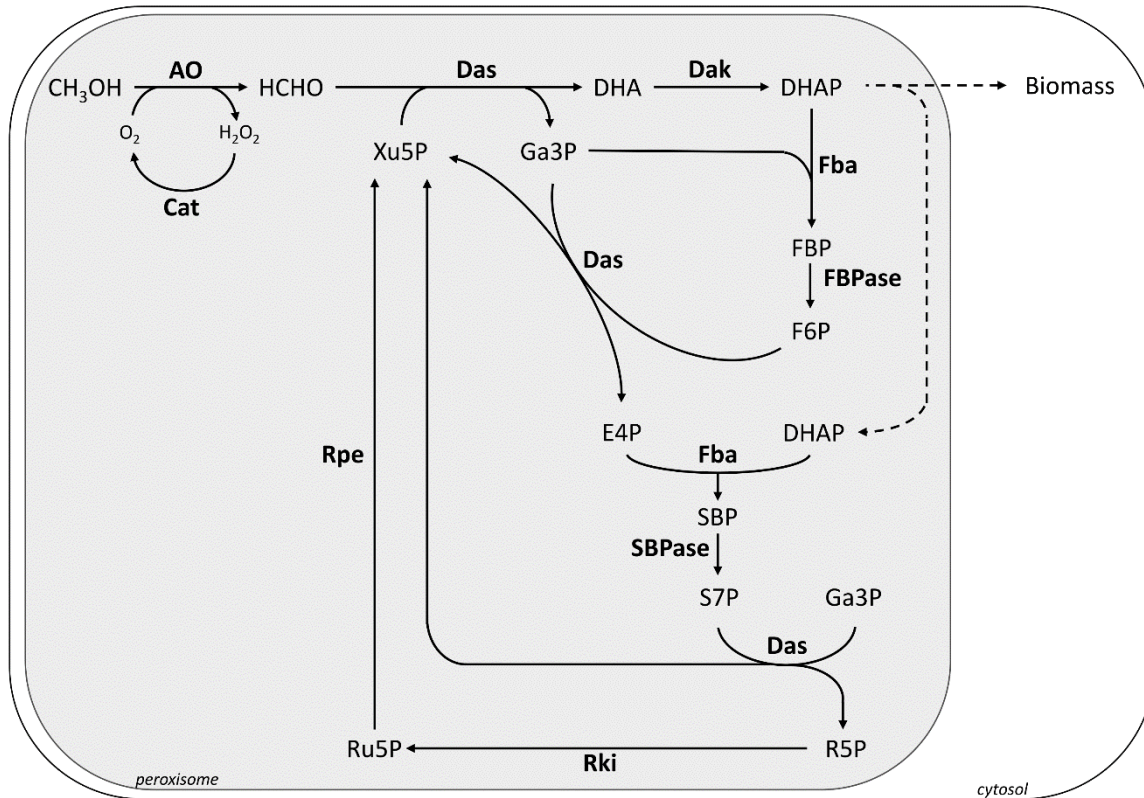 AO
Das
Dak
CH₃OH
HCHO
DHA
DHAP
Biomass
O₂
H₂O₂
Xu5P
Ga3P
Fba
Cat
FBP
Das
FBPase
F6P
E4P
DHAP
Rpe
Fba
SBP
SBPase
S7P
Ga3P
Das
Ru5P
R5P
Rki
peroxisome
cytosol